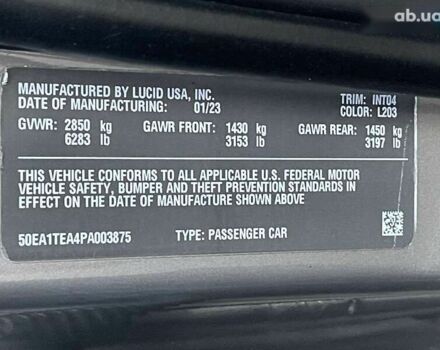 ab.ua
MANUFACTURED BY LUCID USA, INC.
DATE OF MANUFACTURING: 01/23 TRIM: INT04
COLOR: L203
GVWR: 2850 kg GAWR FRONT: 1430 kg GAWR REAR: 1450 kg
6283 lb 3153 lb 3197 lb
THIS VEHICLE CONFORMS TO ALL APPLICABLE U.S. FEDERAL MOTOR
VEHICLE SAFETY, BUMPER AND THEFT PREVENTION STANDARDS IN
EFFECT ON THE DATE OF MANUFACTURE SHOWN ABOVE
50EA1TEA4PA003875 TYPE: PASSENGER CAR